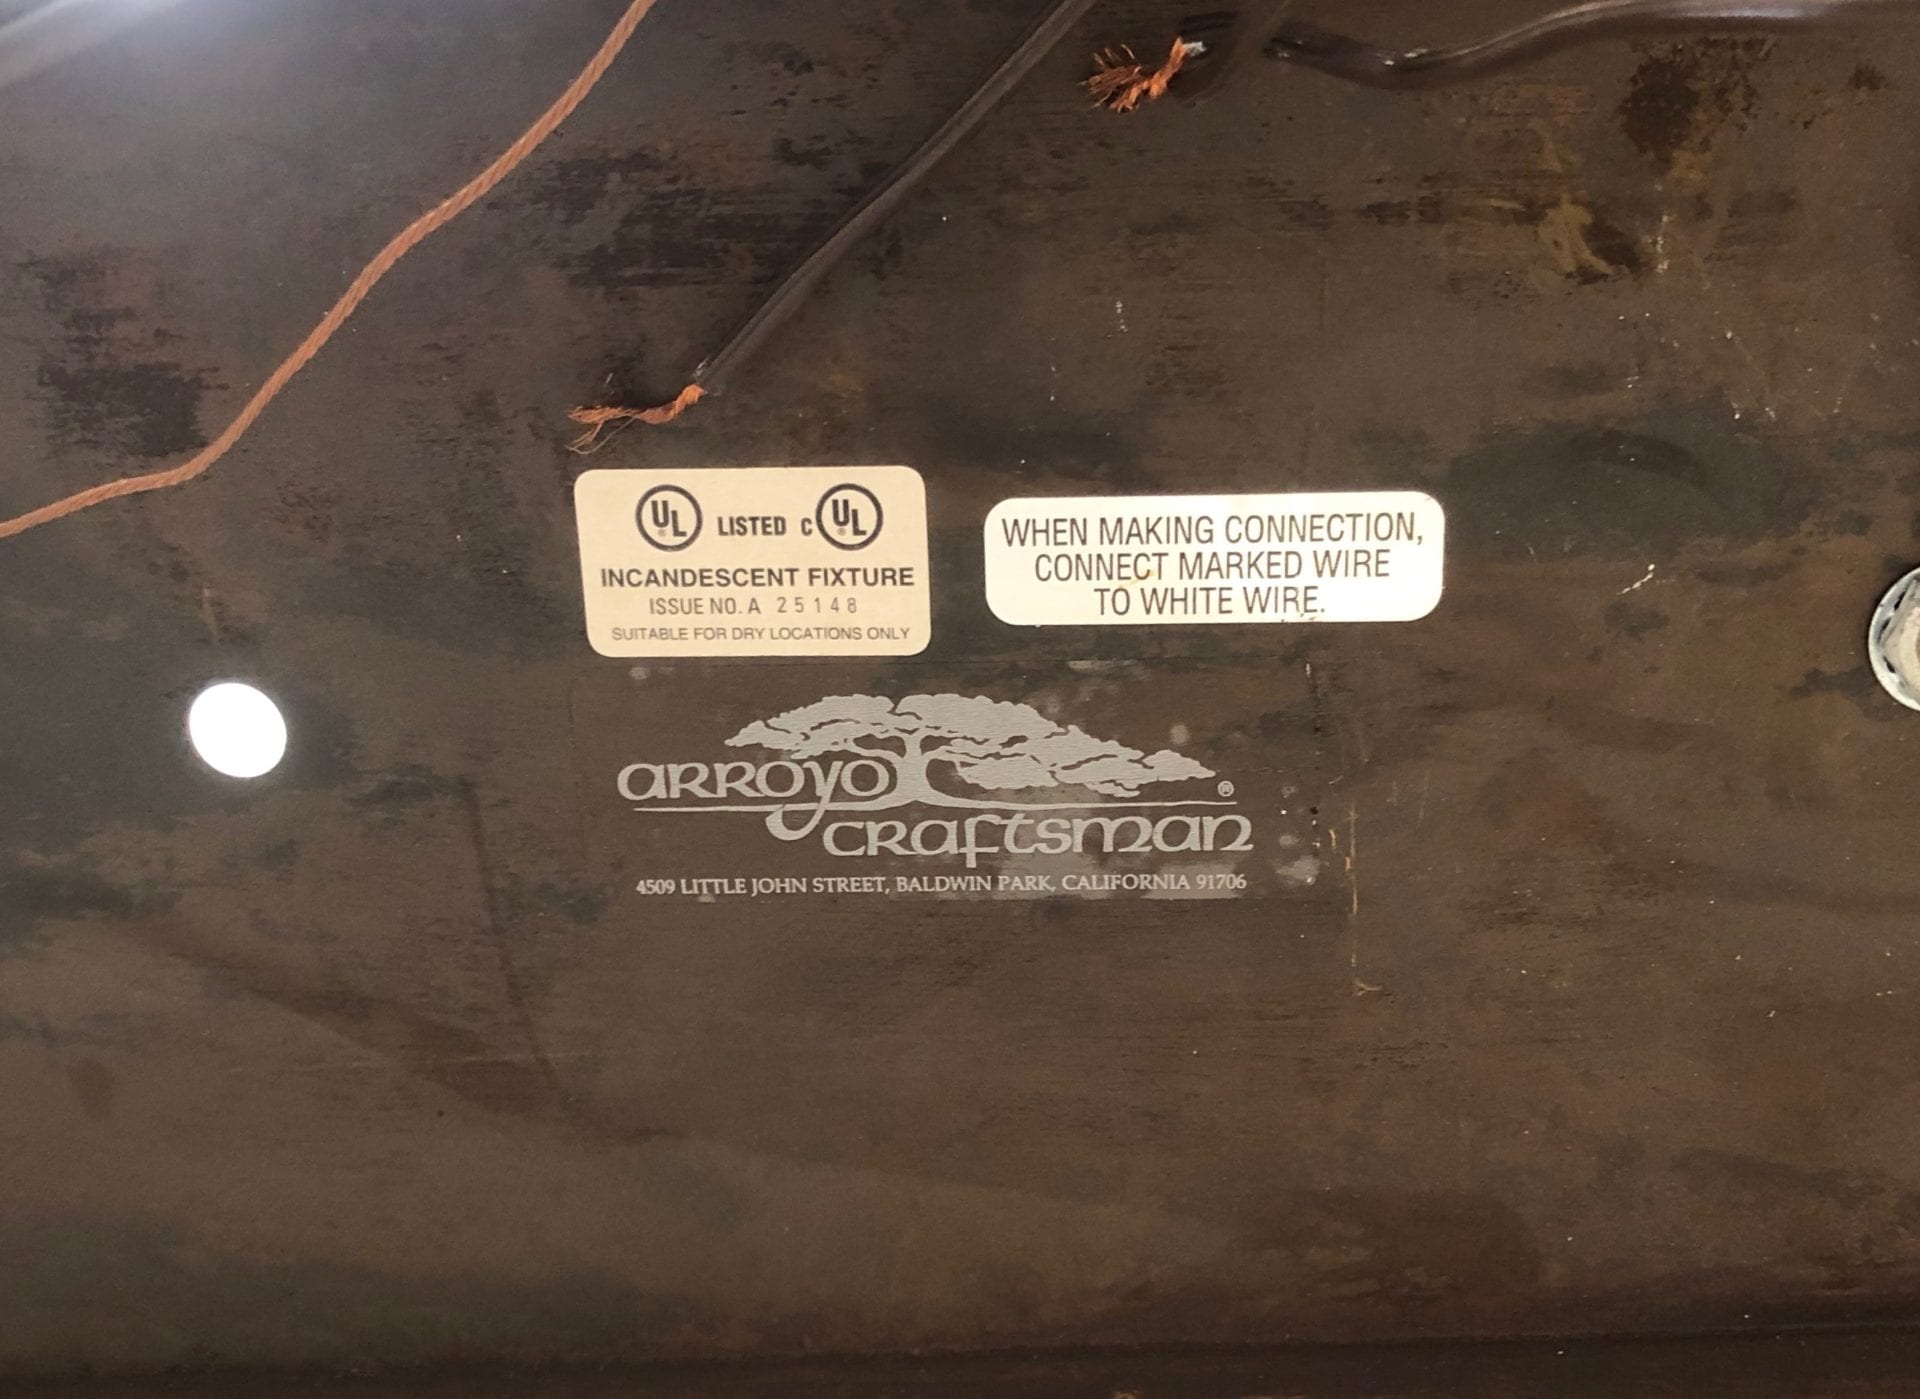 UL LISTED C UL
INCANDESCENT FIXTURE
ISSUE NO. A 25148
SUITABLE FOR DRY LOCATIONS ONLY
WHEN MAKING CONNECTION,
CONNECT MARKED WIRE
TO WHITE WIRE.
ARROYO
CRAFTSMAN ®
4509 LITTLE JOHN STREET, BALDWIN PARK, CALIFORNIA 91706